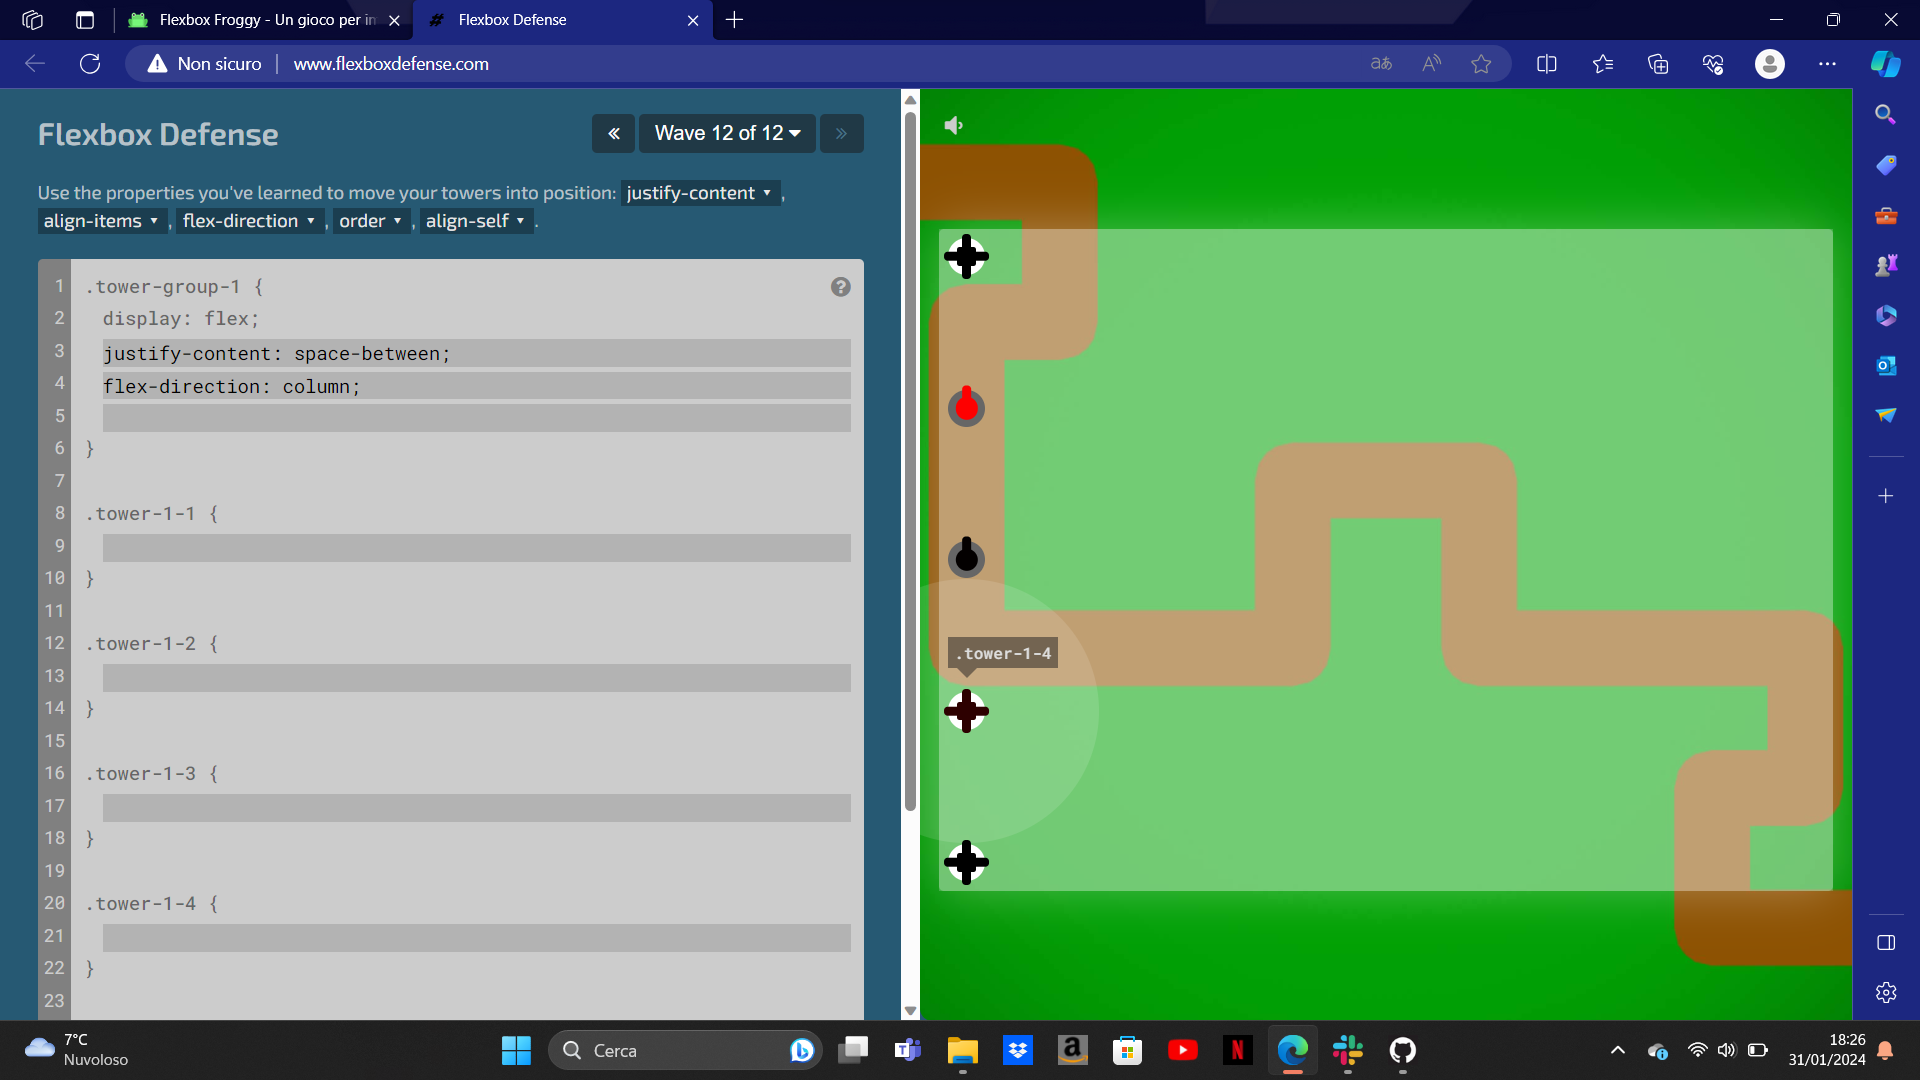 Flexbox Froggy - Un gioco per in
Flexbox Defense
Non sicuro
www.flexboxdefense.com
Flexbox Defense
« Wave 12 of 12 »
Use the properties you've learned to move your towers into position: justify-content ,
align-items , flex-direction , order , align-self .
1 .tower-group-1 {
2 display: flex;
3 justify-content: space-between;
4 flex-direction: column;
5
6 }
7
8 .tower-1-1 {
9
10 }
11
12 .tower-1-2 {
13
14 }
15
16 .tower-1-3 {
17
18 }
19
20 .tower-1-4 {
21
22 }
23
?
.tower-1-4
7°C
Nuvoloso
Cerca
18:26
31/01/2024